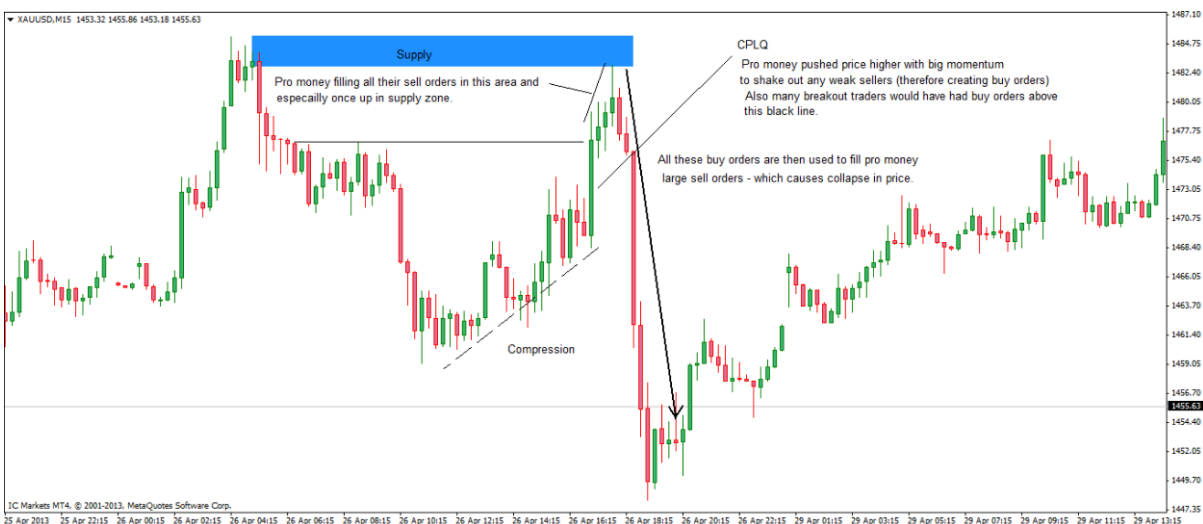 XAUUSD,M15 1453.32 1455.86 1453.18 1455.63
Supply
Pro money filling all their sell orders in this area and
especailly once up in supply zone.
CPLQ
Pro money pushed price higher with big momentum
to shake out any weak sellers (therefore creating buy orders)
Also many breakout traders would have had buy orders above
this black line.
All these buy orders are then used to fill pro money
large sell orders - which causes collapse in price.
Compression
1487.10
1484.75
1482.40
1480.05
1477.75
1475.40
1473.05
1470.75
1468.40
1466.05
1463.70
1461.40
1459.05
1456.70
1455.63
1454.40
1452.05
1449.70
1447.35
IC Markets MT4, © 2001-2013, MetaQuotes Software Corp.
25 Apr 2013 25 Apr 22:15 26 Apr 00:15 26 Apr 02:15 26 Apr 04:15 26 Apr 06:15 26 Apr 08:15 26 Apr 10:15 26 Apr 12:15 26 Apr 14:15 26 Apr 16:15 26 Apr 18:15 26 Apr 20:15 26 Apr 22:15 29 Apr 01:15 29 Apr 03:15 29 Apr 05:15 29 Apr 07:15 29 Apr 09:15 29 Apr 11:15 29 Apr 13:15